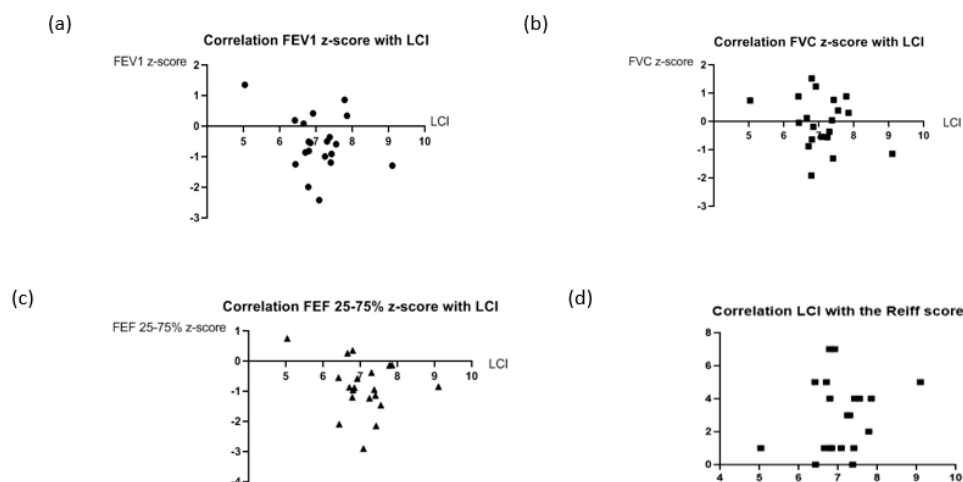 (a)
Correlation FEV1 z-score with LCI
FEV1 z-score
2
1
0
-1
-2
-3
5 6 7 8 9 10
LCI
(b)
Correlation FVC z-score with LCI
FVC z-score
2
1
0
-1
-2
-3
5 6 7 8 9 10
LCI
(c)
Correlation FEF 25-75% z-score with LCI
FEF 25-75% z-score
1
0
-1
-2
-3
-4
5 6 7 8 9 10
LCI
(d)
Correlation LCI with the Reiff score
8
6
4
2
0
4 5 6 7 8 9 10